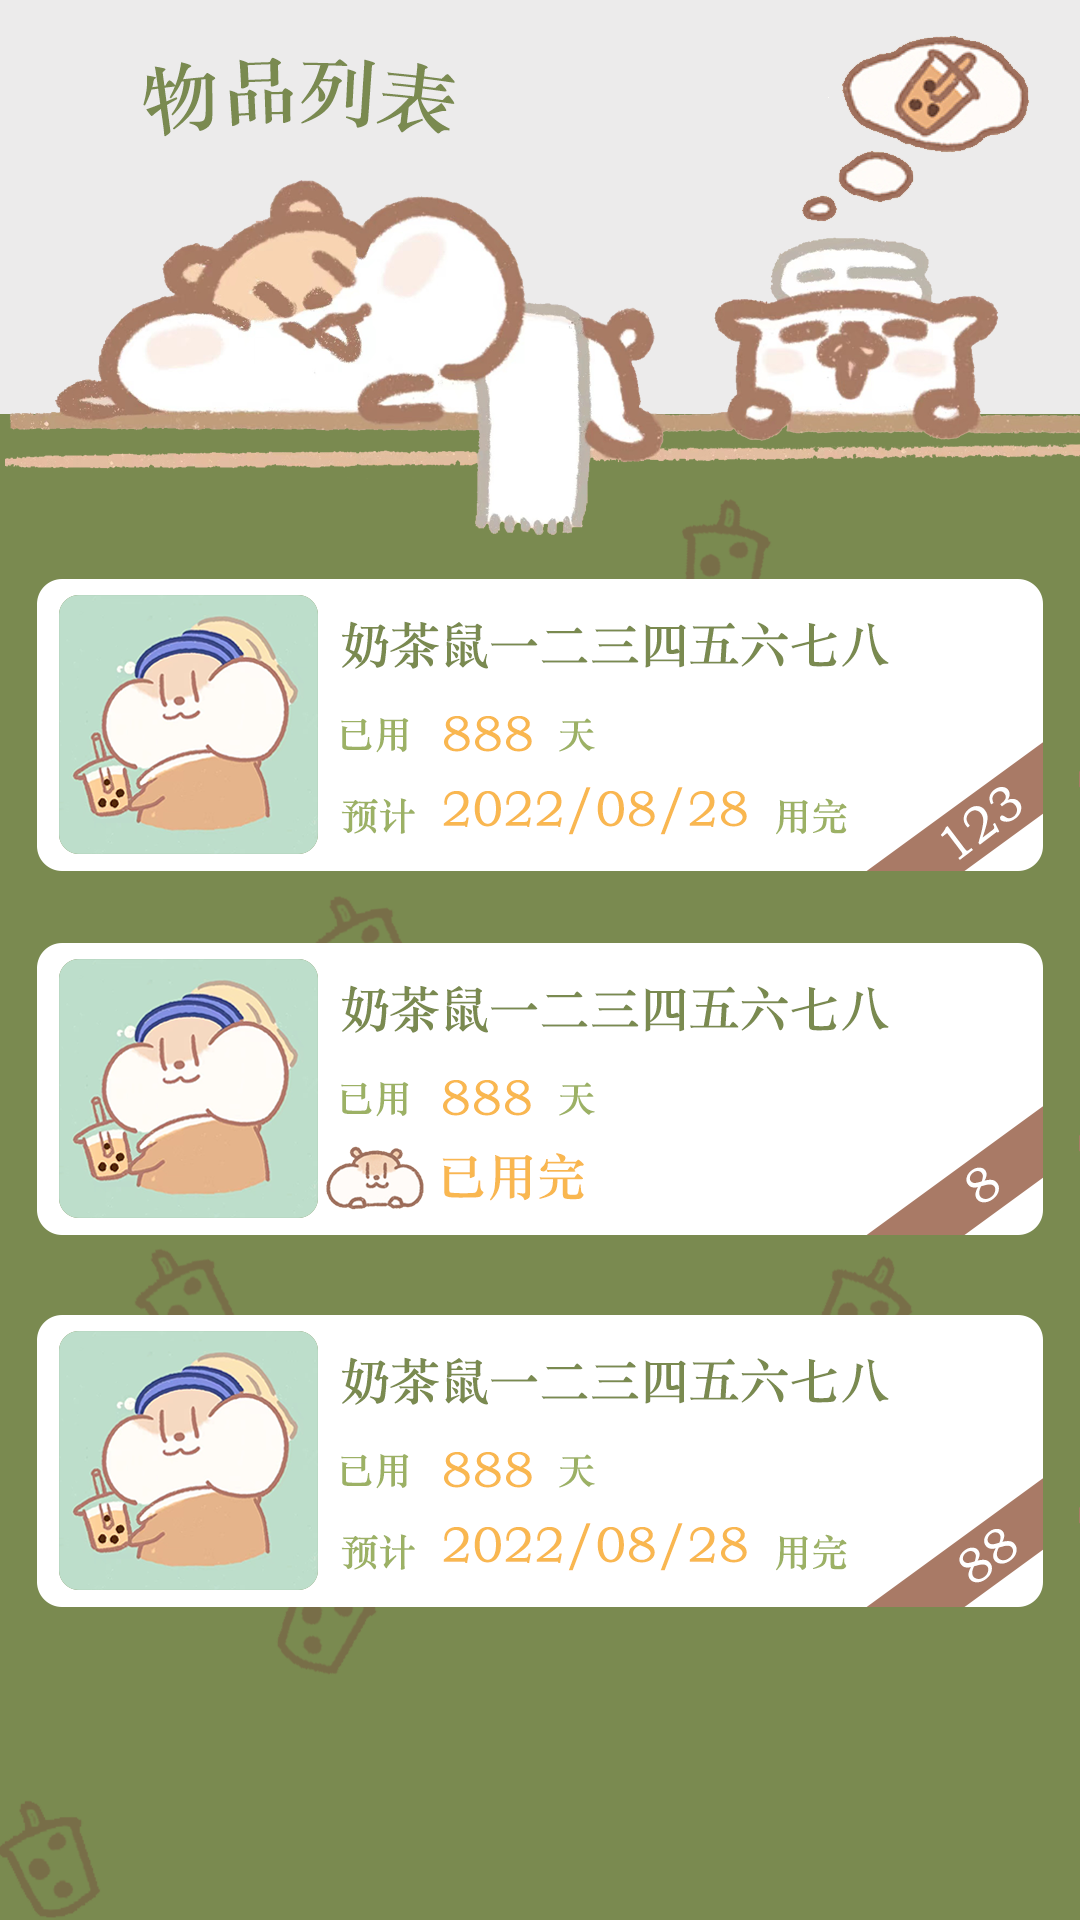 物品列表
奶茶鼠一二三四五六七八
已用 888 天
预计 2022/08/28 用完
123
奶茶鼠一二三四五六七八
已用 888 天
已用完
8
奶茶鼠一二三四五六七八
已用 888 天
预计 2022/08/28 用完
88